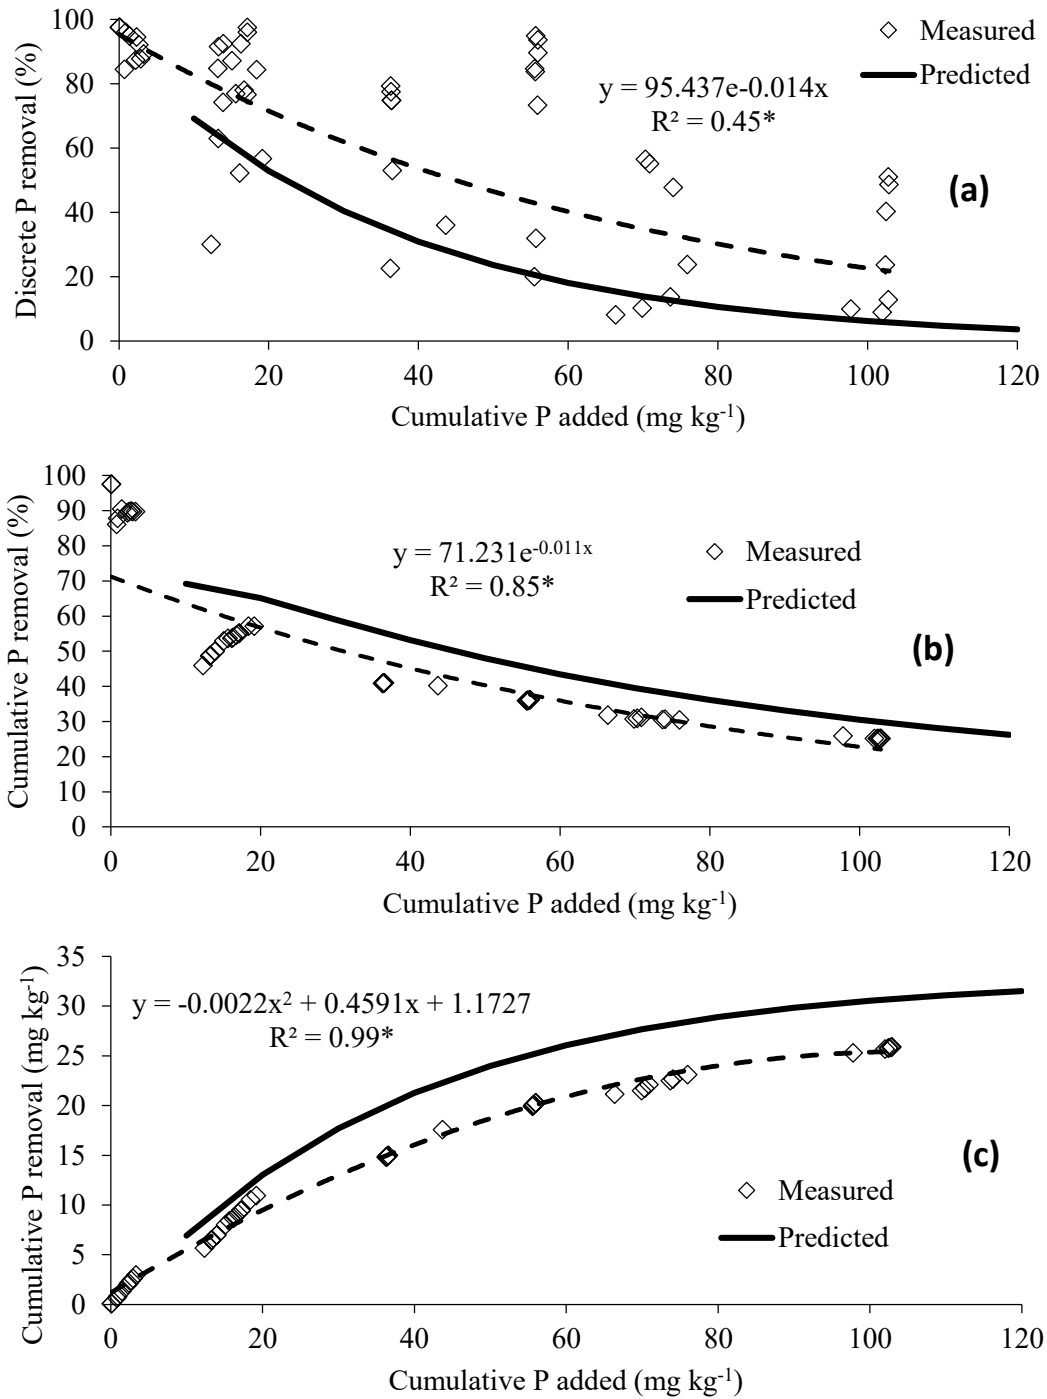 Discrete P removal (%)
100
80
60
40
20
0
0 20 40 60 80 100 120
Cumulative P added (mg kg-1)
Measured
Predicted
y = 95.437e-0.014x
R² = 0.45*
(a)
Cumulative P removal (%)
100
90
80
70
60
50
40
30
20
10
0
0 20 40 60 80 100 120
Cumulative P added (mg kg-1)
y = 71.231e-0.011x
R² = 0.85*
Measured
Predicted
(b)
Cumulative P removal (mg kg-1)
35
30
25
20
15
10
5
0
0 20 40 60 80 100 120
Cumulative P added (mg kg-1)
y = -0.0022x2 + 0.4591x + 1.1727
R² = 0.99*
(c)
Measured
Predicted